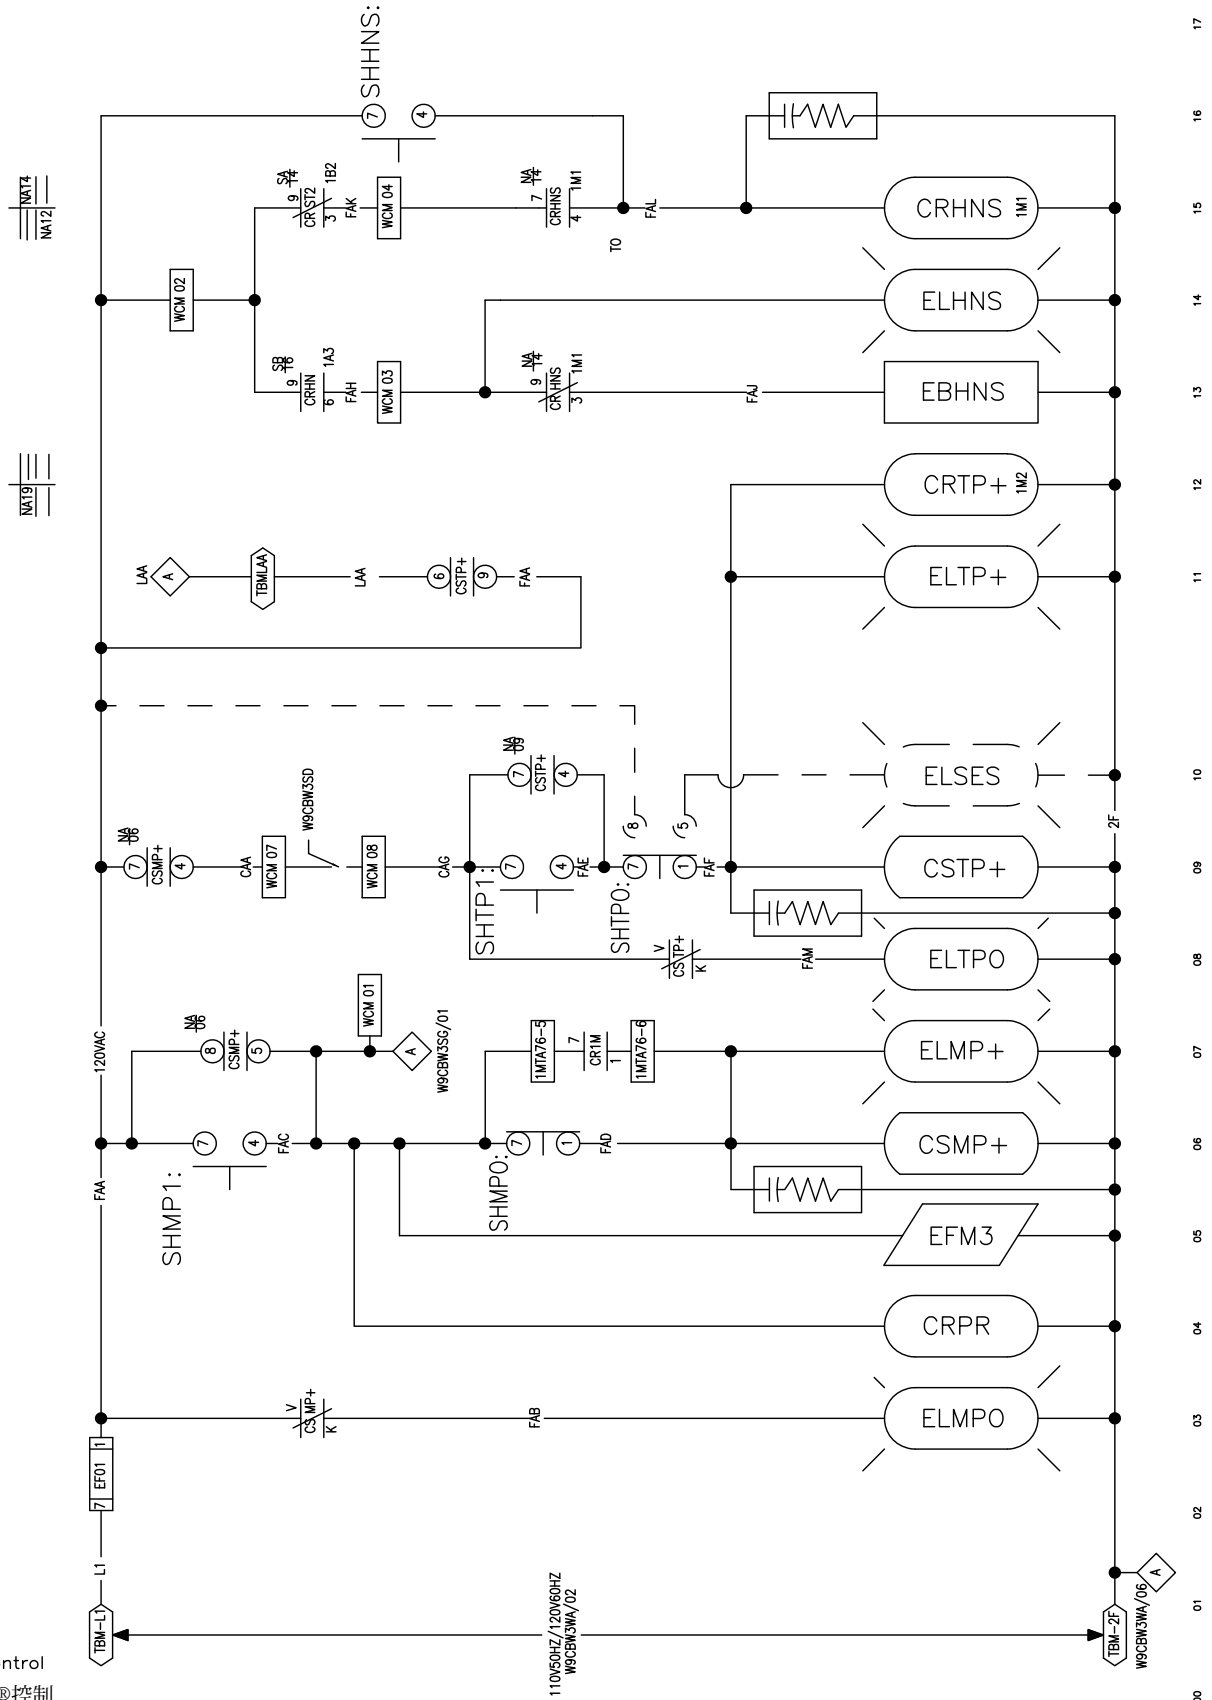 17
16
15
14
13
12
11
10
09
08
07
06
05
04
03
02
01
00
SHHNS:
7
4
NA14
NA12
SA
14
9
CRST2
3
1B2
FAK
WCM 04
NA
14
7
CRHNS
4
1M1
TO
FAL
CRHNS
1M1
WCM 02
ELHNS
SB
16
9
CRHN
6
1A3
FAH
WCM 03
NA
14
9
CRHNS
3
1M1
FAJ
EBHNS
NA19
CRTP+
1M2
LAA
A
TBMLAA
LAA
6
CSTP+
9
FAA
ELTP+
NA
09
7
CSTP+
4
8
5
ELSES
W9CBW3SD
NA
06
7
CSMP+
4
CAA
WCM 07
WCM 08
CAG
SHTP1:
7
4
FAE
SHTP0:
7
1
FAF
CSTP+
2F
V
CSTP+
K
FAM
ELTPO
120VAC
NA
06
8
CSMP+
5
WCM 01
A
W9CBW3SG/01
1MTA76-5
7
CR1M
1
1MTA76-6
ELMP+
FAA
SHMP1:
7
4
FAC
SHMP0:
7
1
FAD
CSMP+
EFM3
CRPR
V
CSMP+
K
FAB
ELMPO
7
EF01
1
L1
TBM-L1
110V50HZ/120V60HZ
W9CBW3WA/02
TBM-2F
W9CBW3WA/06
A
ntrol
®控制